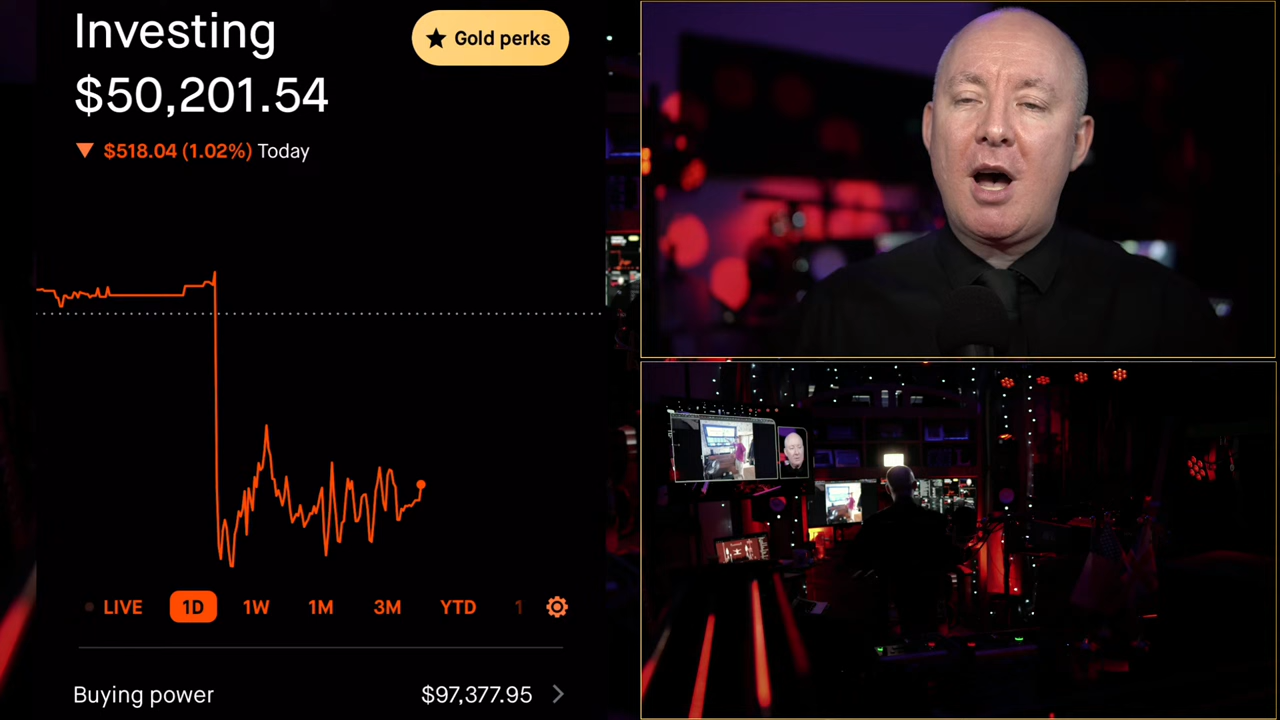 Investing
★ Gold perks
$50,201.54
▼ $518.04 (1.02%) Today
LIVE 1D 1W 1M 3M YTD 1
Buying power $97,377.95 >